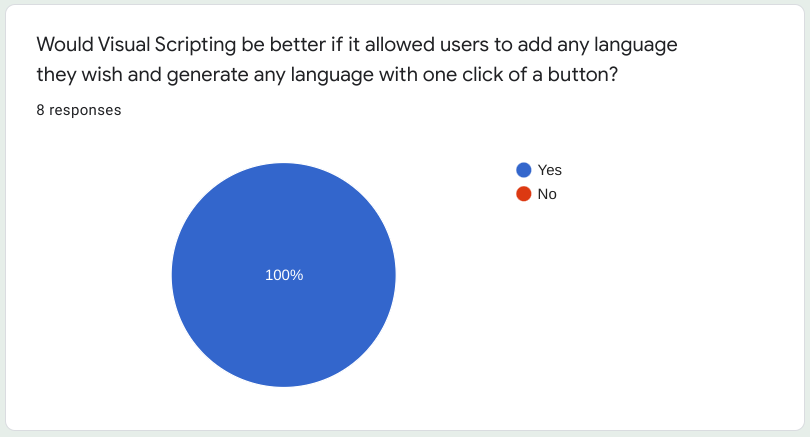 Would Visual Scripting be better if it allowed users to add any language
they wish and generate any language with one click of a button?
8 responses
Yes
No
100%